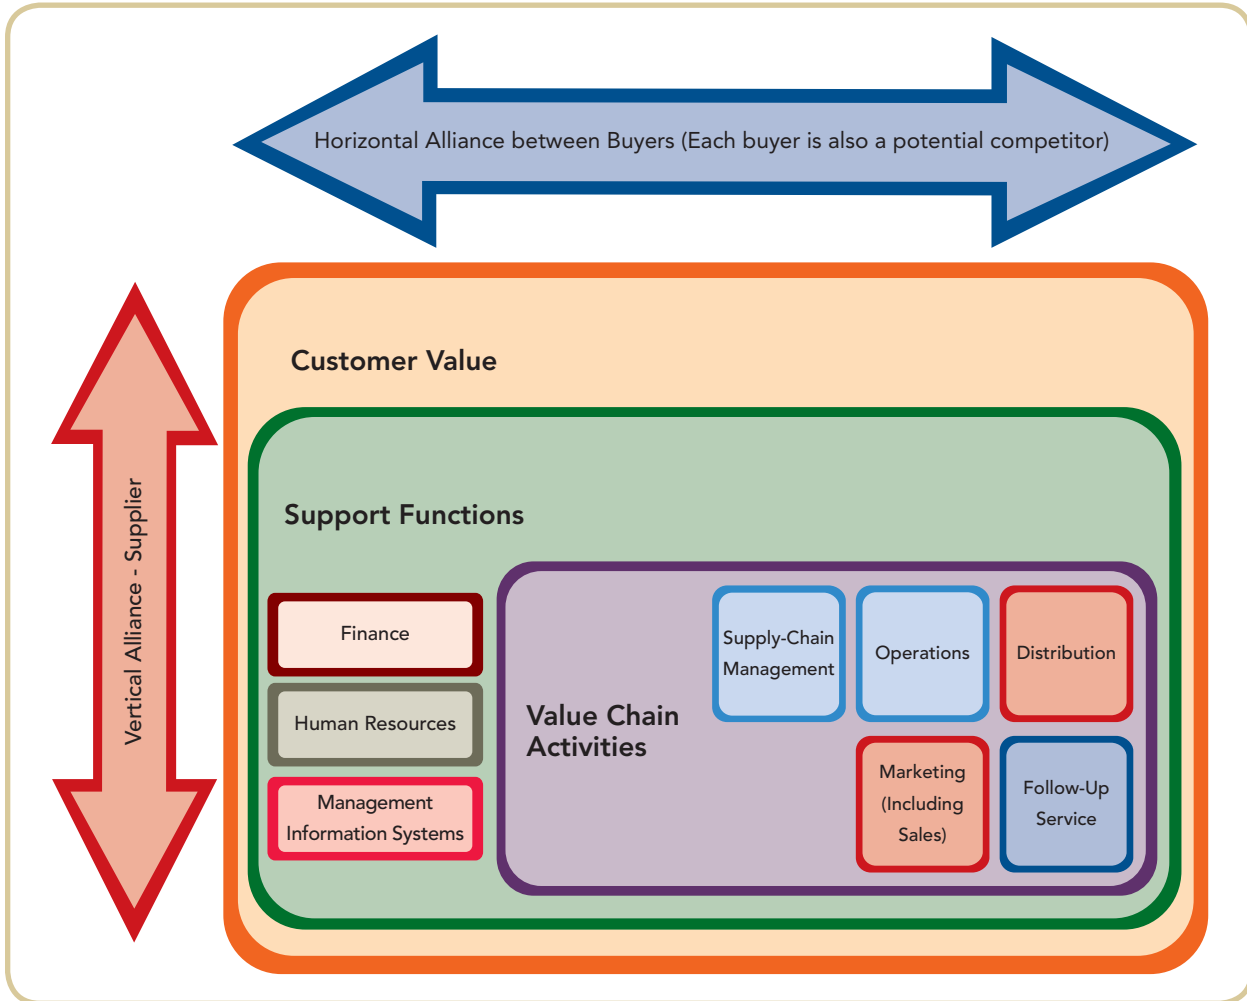 Horizontal Alliance between Buyers (Each buyer is also a potential competitor)
Vertical Alliance - Supplier
Customer Value
Support Functions
Finance
Human Resources
Management
Information Systems
Value Chain
Activities
Supply-Chain
Management
Operations
Distribution
Marketing
(Including
Sales)
Follow-Up
Service